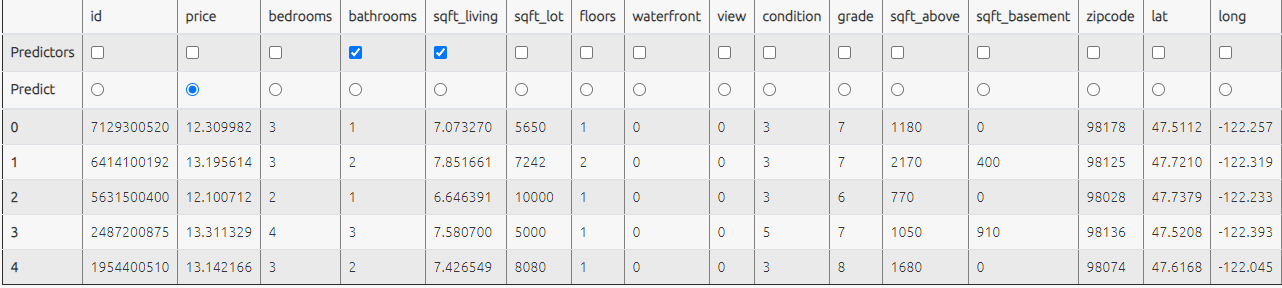 id price bedrooms bathrooms sqft_living sqft_lot floors waterfront view condition grade sqft_above sqft_basement zipcode lat long
Predictors
Predict
0 7129300520 12.309982 3 1 7.073270 5650 1 0 0 3 7 1180 0 98178 47.5112 -122.257
1 6414100192 13.195614 3 2 7.851661 7242 2 0 0 3 7 2170 400 98125 47.7210 -122.319
2 5631500400 12.100712 2 1 6.646391 10000 1 0 0 3 6 770 0 98028 47.7379 -122.233
3 2487200875 13.311329 4 3 7.580700 5000 1 0 0 5 7 1050 910 98136 47.5208 -122.393
4 1954400510 13.142166 3 2 7.426549 8080 1 0 0 3 8 1680 0 98074 47.6168 -122.045